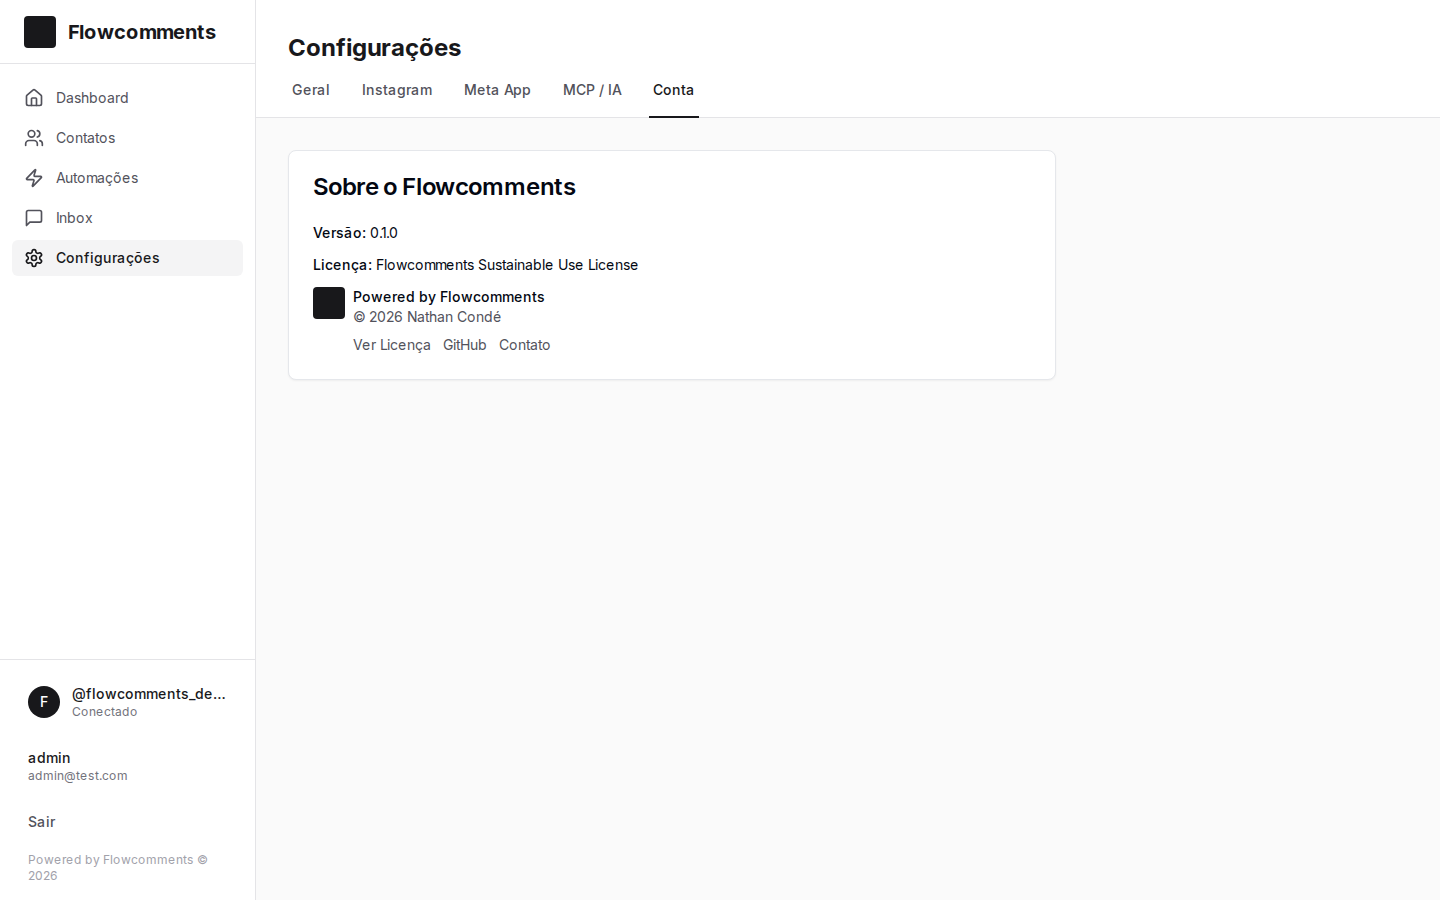 Flowcomments
Dashboard
Contatos
Automações
Inbox
Configurações
@flowcomments_de...
Conectado
admin
admin@test.com
Sair
Powered by Flowcomments ©
2026
Configurações
Geral Instagram Meta App MCP / IA Conta
Sobre o Flowcomments
Versão: 0.1.0
Licença: Flowcomments Sustainable Use License
Powered by Flowcomments
© 2026 Nathan Condé
Ver Licença GitHub Contato
F